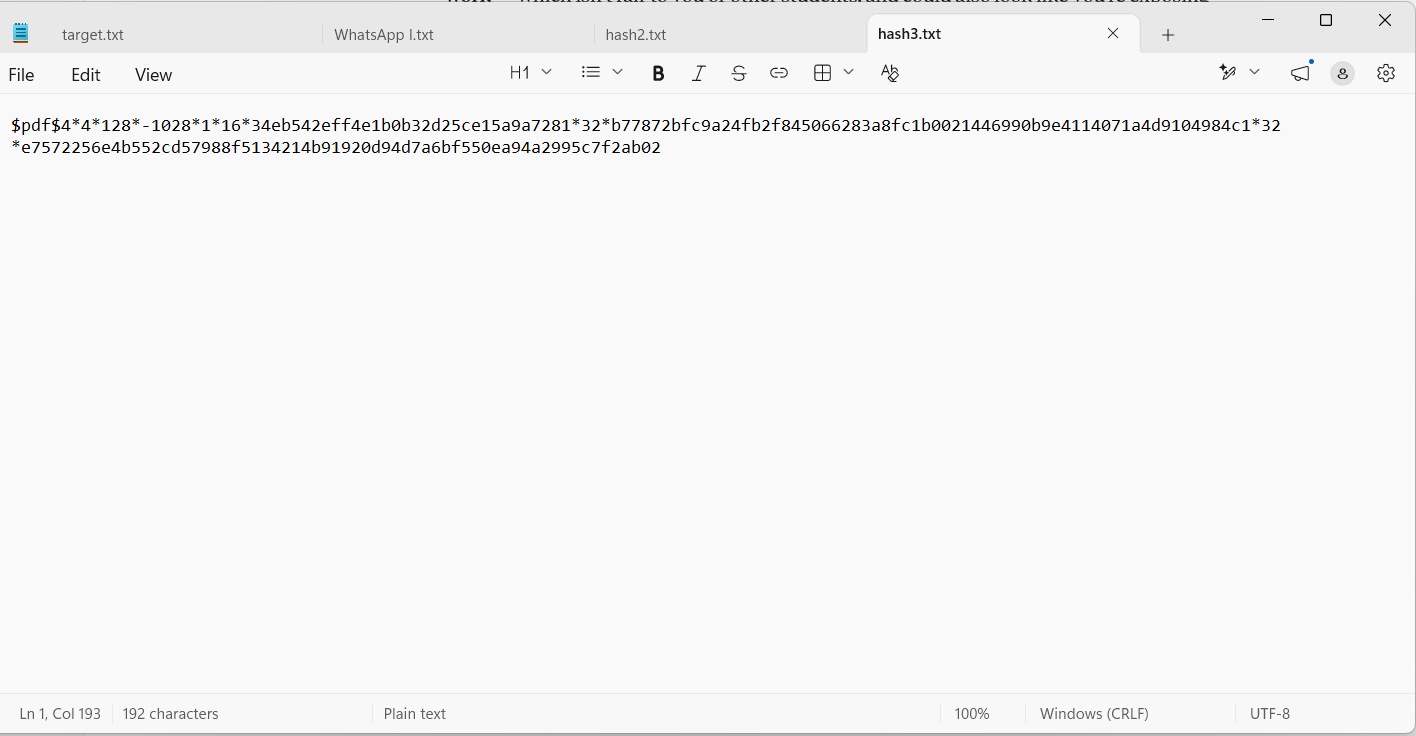 target.txt
WhatsApp I.txt
hash2.txt
hash3.txt
File
Edit
View
H1
$pdf$4*4*128*-1028*1*16*34eb542eff4e1b0b32d25ce15a9a7281*32*b77872bfc9a24fb2f845066283a8fc1b0021446990b9e4114071a4d9104984c1*32
*e7572256e4b552cd57988f5134214b91920d94d7a6bf550ea94a2995c7f2ab02
Ln 1, Col 193
192 characters
Plain text
100%
Windows (CRLF)
UTF-8